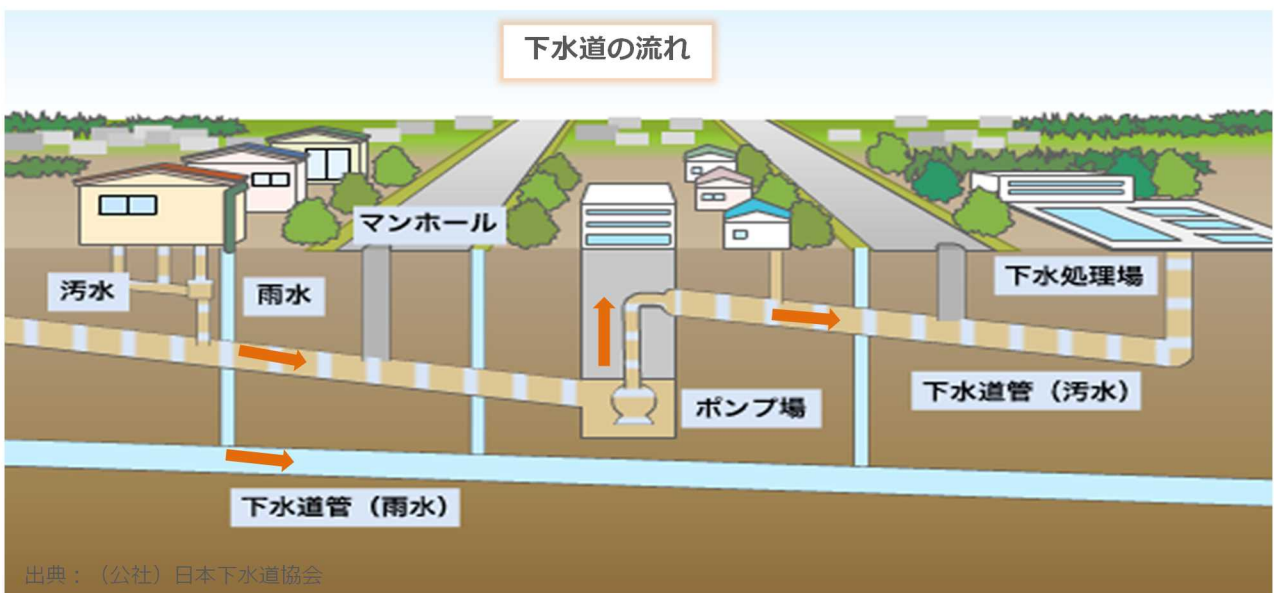 下水道の流れ
マンホール
汚水
雨水
下水処理場
ポンプ場
下水道管（汚水）
下水道管（雨水）
出典：（公社）日本下水道協会